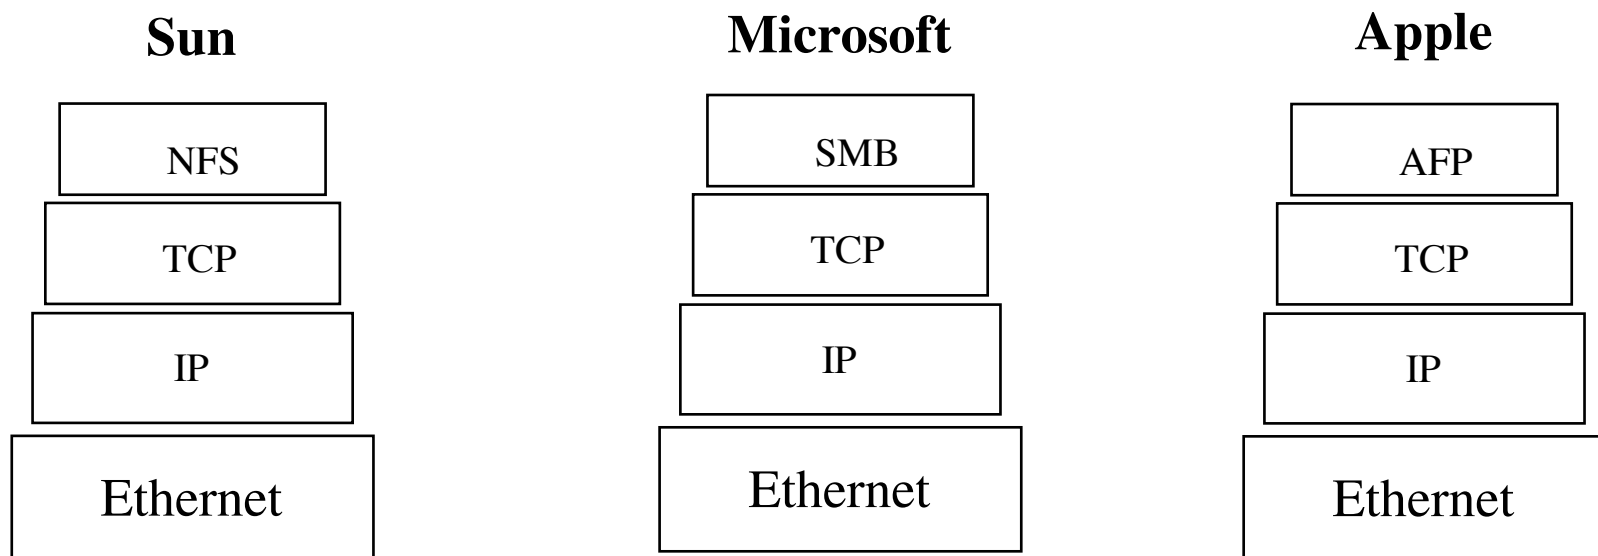 Sun
NFS
TCP
IP
Ethernet
Microsoft
SMB
TCP
IP
Ethernet
Apple
AFP
TCP
IP
Ethernet